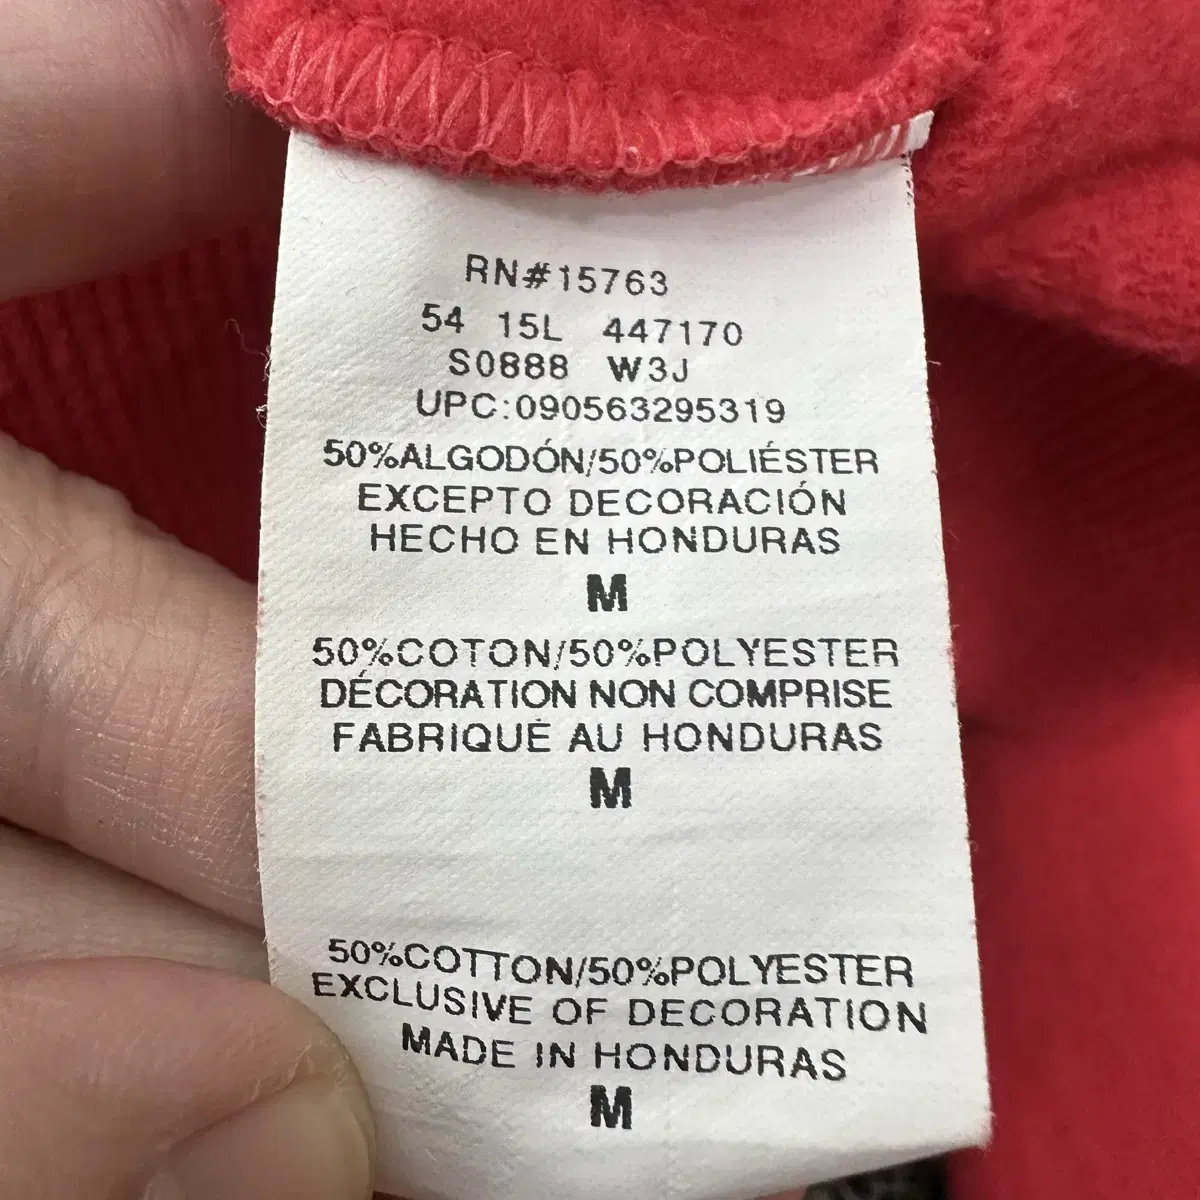 RN#15763
54 15L 447170
S0888 W3J
UPC:090563295319
50%ALGODÓN/50%POLIÉSTER
EXCEPTO DECORACIÓN
HECHO EN HONDURAS
M
50%COTON/50%POLYESTER
DÉCORATION NON COMPRISE
FABRIQUÉ AU HONDURAS
M
50%COTTON/50%POLYESTER
EXCLUSIVE OF DECORATION
MADE IN HONDURAS
M